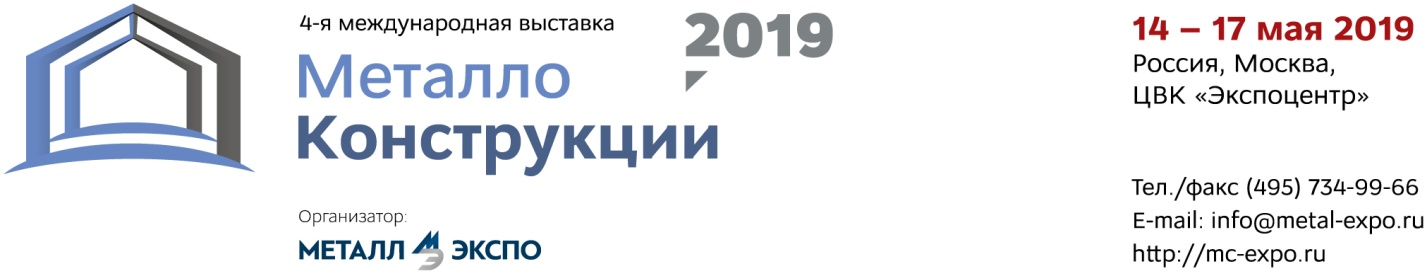 4-я международная выставка
2019
Металло
Конструкции
Организатор:
МЕТАЛЛ МЭ ЭКСПО
14 – 17 мая 2019
Россия, Москва,
ЦВК «Экспоцентр»
Тел./факс (495) 734-99-66
E-mail: info@metal-expo.ru
http://mc-expo.ru